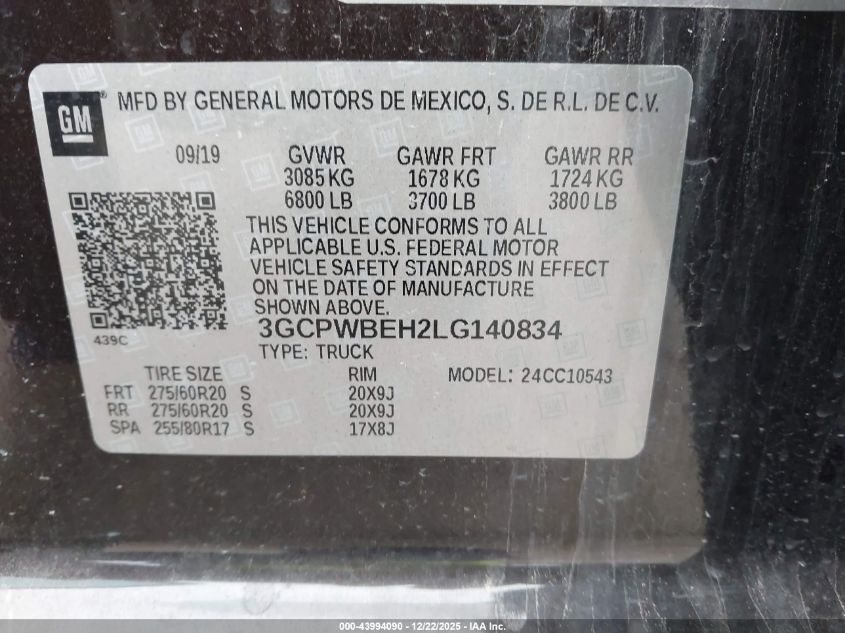 GM
MFD BY GENERAL MOTORS DE MEXICO, S. DE R.L. DE C.V.
09/19 GVWR GAWR FRT GAWR RR
3085 KG 1678 KG 1724 KG
6800 LB 3700 LB 3800 LB
THIS VEHICLE CONFORMS TO ALL
APPLICABLE U.S. FEDERAL MOTOR
VEHICLE SAFETY STANDARDS IN EFFECT
ON THE DATE OF MANUFACTURE
SHOWN ABOVE.
439C
3GCPWBEH2LG140834
TYPE: TRUCK
TIRE SIZE RIM MODEL: 24CC10543
FRT 275/60R20 S 20X9J
RR 275/60R20 S 20X9J
SPA 255/80R17 S 17X8J
000-43994090 - 12/22/2025 - IAA Inc.